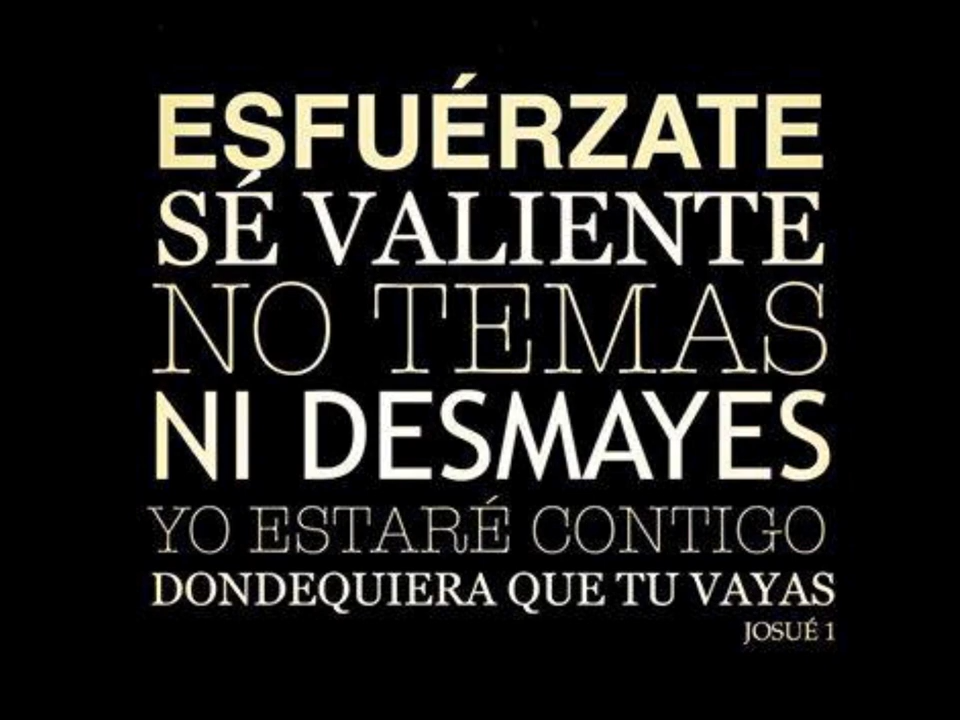 ESFUÉRZATE
SÉ VALIENTE
NO TEMAS
NI DESMAYES
YO ESTARÉ CONTIGO
DONDEQUIERA QUE TU VAYAS
JOSUÉ 1